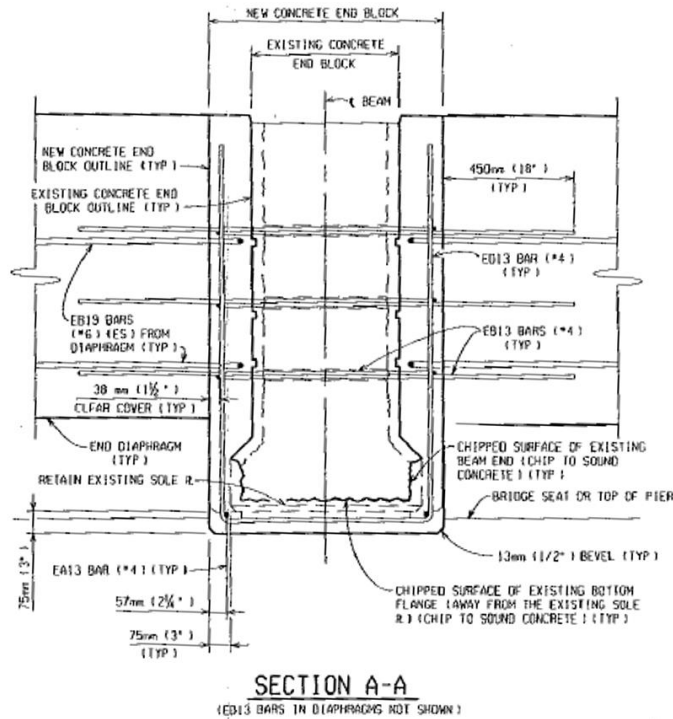 NEW CONCRETE END BLOCK
EXISTING CONCRETE
END BLOCK
℄ BEAM
NEW CONCRETE END
BLOCK OUTLINE (TYP)
450mm (18")
(TYP)
EXISTING CONCRETE END
BLOCK OUTLINE (TYP)
ED13 BAR (#4)
(TYP)
EB19 BARS
(#6) (ES) FROM
DIAPHRAGM (TYP)
EB13 BARS (#4)
(TYP)
38 mm (1½")
CLEAR COVER (TYP)
END DIAPHRAGM
(TYP)
CHIPPED SURFACE OF EXISTING
BEAM END (CHIP TO SOUND
CONCRETE) (TYP)
RETAIN EXISTING SOLE ℄
BRIDGE SEAT OR TOP OF PIER
75mm (3")
EA13 BAR (#4) (TYP)
13mm (1/2") BEVEL (TYP)
57mm (2¼")
CHIPPED SURFACE OF EXISTING BOTTOM
FLANGE (AWAY FROM THE EXISTING SOLE
℄) (CHIP TO SOUND CONCRETE) (TYP)
75mm (3")
(TYP)
SECTION A-A
(ED13 BARS IN DIAPHRAGMS NOT SHOWN)